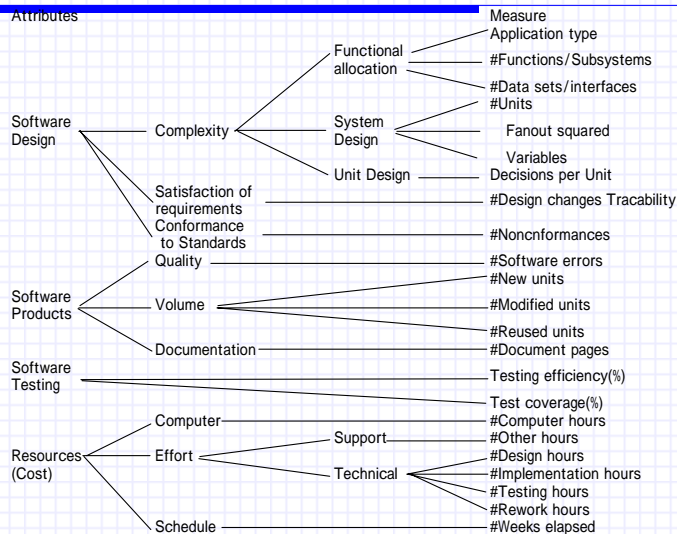 Attributes
Measure
Application type
Functional
allocation
#Functions/Subsystems
#Data sets/interfaces
#Units
Software
Design
Complexity
System
Design
Fanout squared
Variables
Unit Design
Decisions per Unit
Satisfaction of
requirements
#Design changes Tracability
Conformance
to Standards
#Noncnformances
Quality
#Software errors
#New units
Software
Products
Volume
#Modified units
#Reused units
Documentation
#Document pages
Software
Testing
Testing efficiency(%)
Test coverage(%)
Computer
#Computer hours
Support
#Other hours
Resources
(Cost)
Effort
#Design hours
Technical
#Implementation hours
#Testing hours
#Rework hours
Schedule
#Weeks elapsed